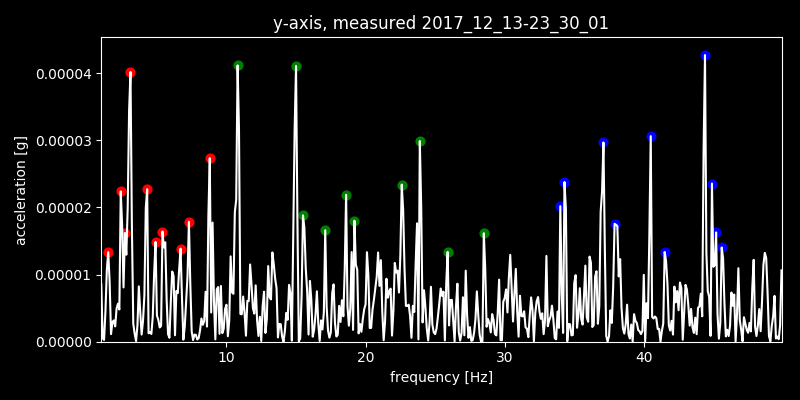 y-axis, measured 2017_12_13-23_30_01
0.00004
0.00003
0.00002
0.00001
0.00000
acceleration [g]
10 20 30 40
frequency [Hz]